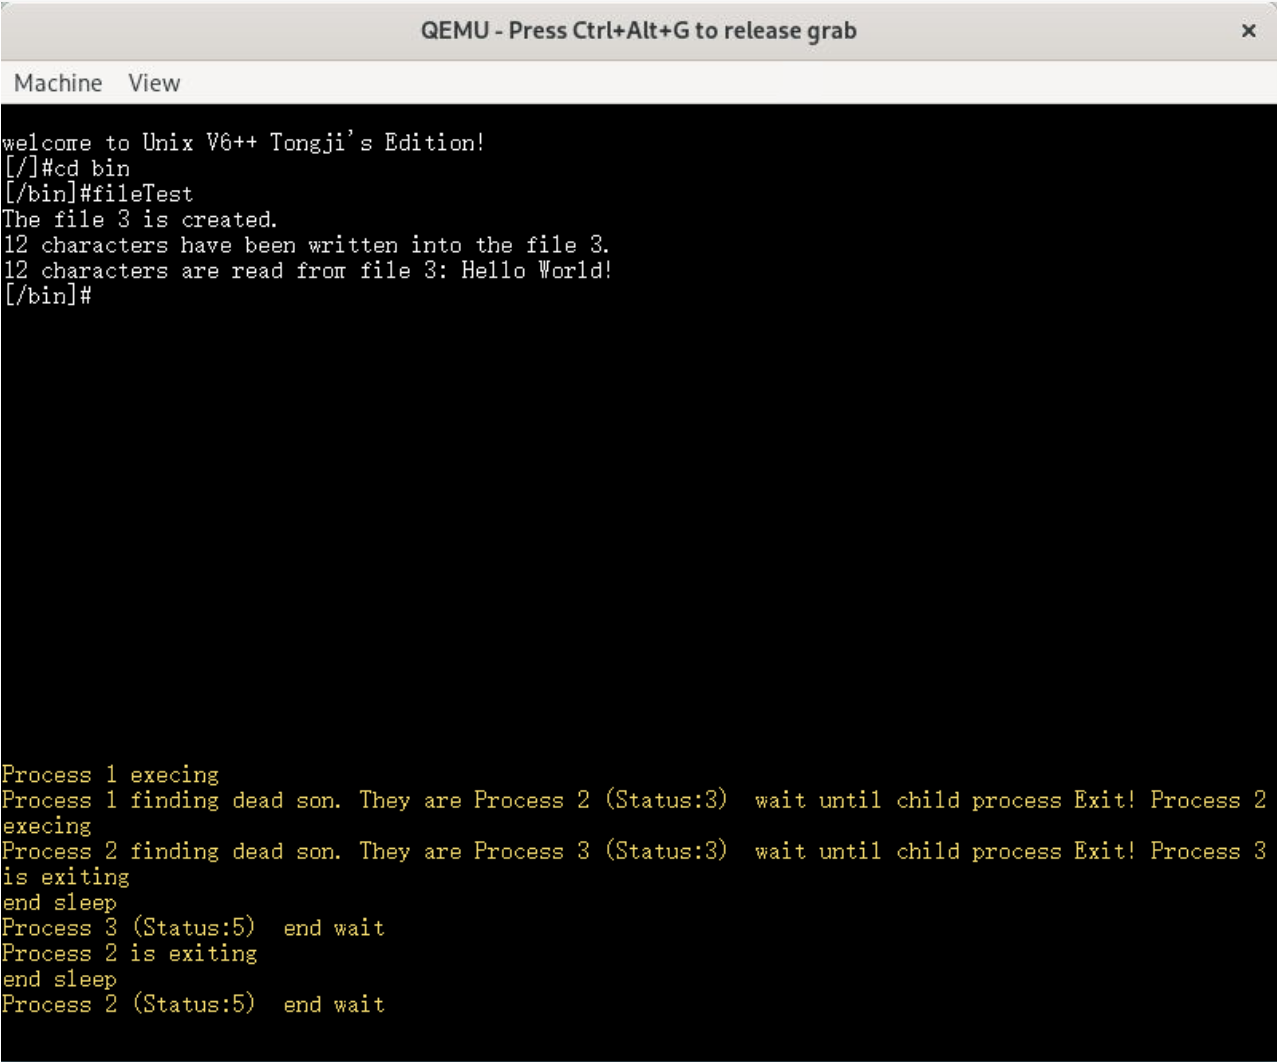 QEMU - Press Ctrl+Alt+G to release grab
×
Machine View
welcome to Unix V6++ Tongji's Edition!
[/]#cd bin
[/bin]#fileTest
The file 3 is created.
12 characters have been written into the file 3.
12 characters are read from file 3: Hello World!
[/bin]#
Process 1 execing
Process 1 finding dead son. They are Process 2 (Status:3)  wait until child process Exit! Process 2
execing
Process 2 finding dead son. They are Process 3 (Status:3)  wait until child process Exit! Process 3
is exiting
end sleep
Process 3 (Status:5)  end wait
Process 2 is exiting
end sleep
Process 2 (Status:5)  end wait